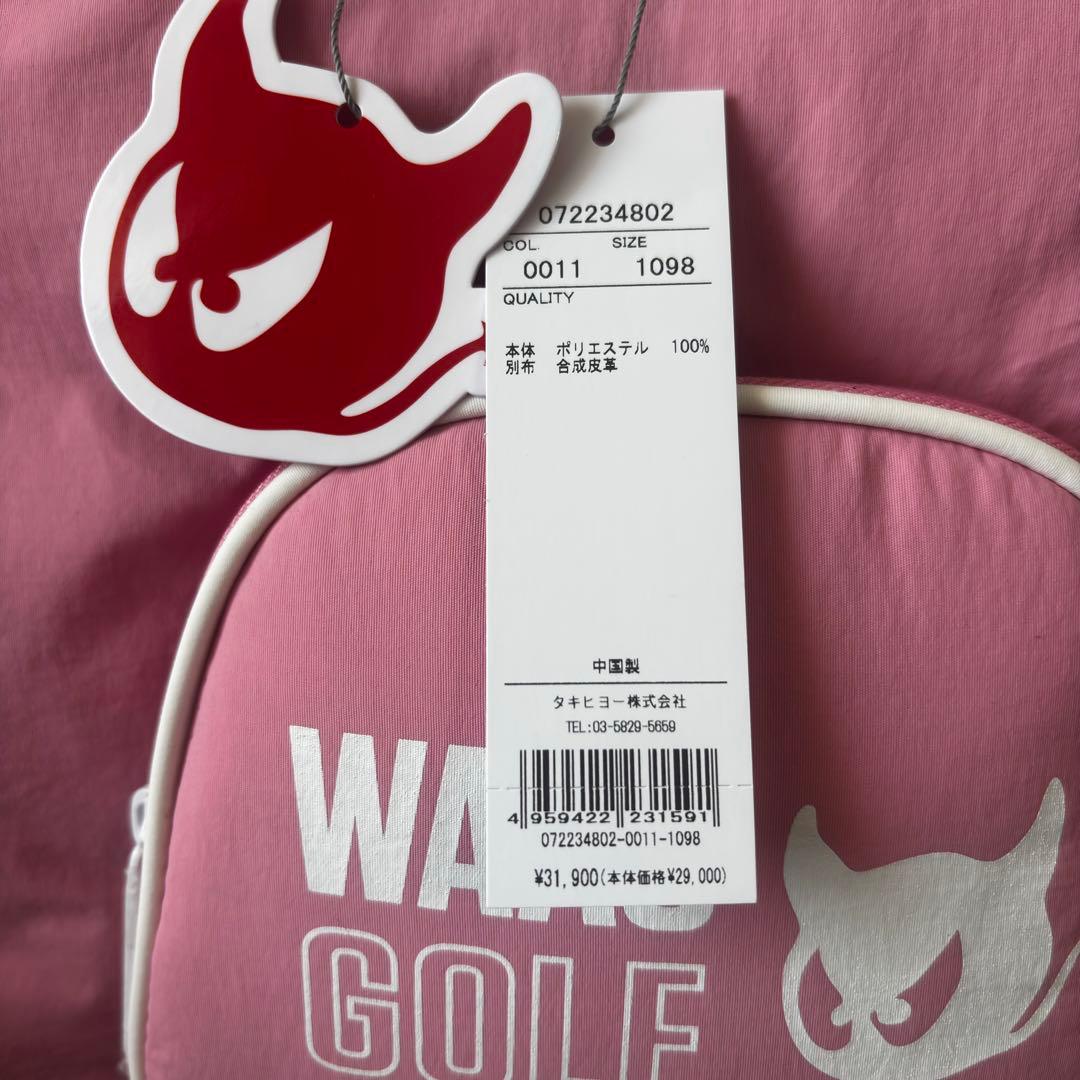 072234802
COL. SIZE
0011 1098
QUALITY
本体 ポリエステル 100%
別布 合成皮革
中国製
タキヒヨー株式会社
TEL:03-5829-5659
4 959422 231591
072234802-0011-1098
¥31,900(本体価格¥29,000)
GOLF